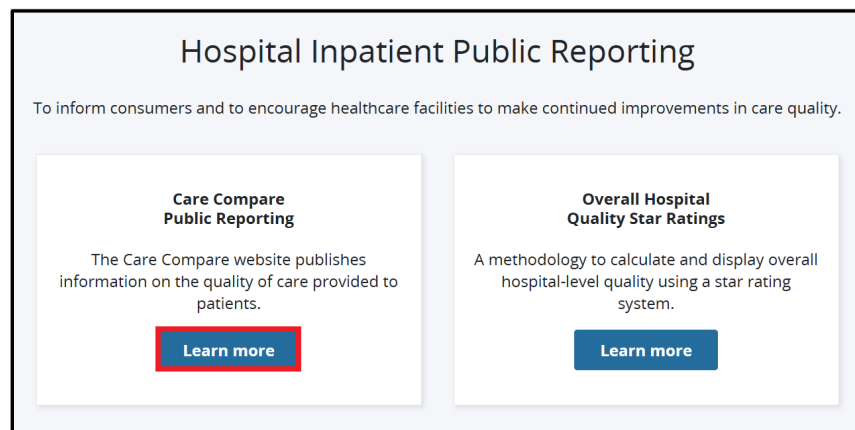 Hospital Inpatient Public Reporting
To inform consumers and to encourage healthcare facilities to make continued improvements in care quality.
Care Compare
Public Reporting
The Care Compare website publishes
information on the quality of care provided to
patients.
Learn more
Overall Hospital
Quality Star Ratings
A methodology to calculate and display overall
hospital-level quality using a star rating
system.
Learn more